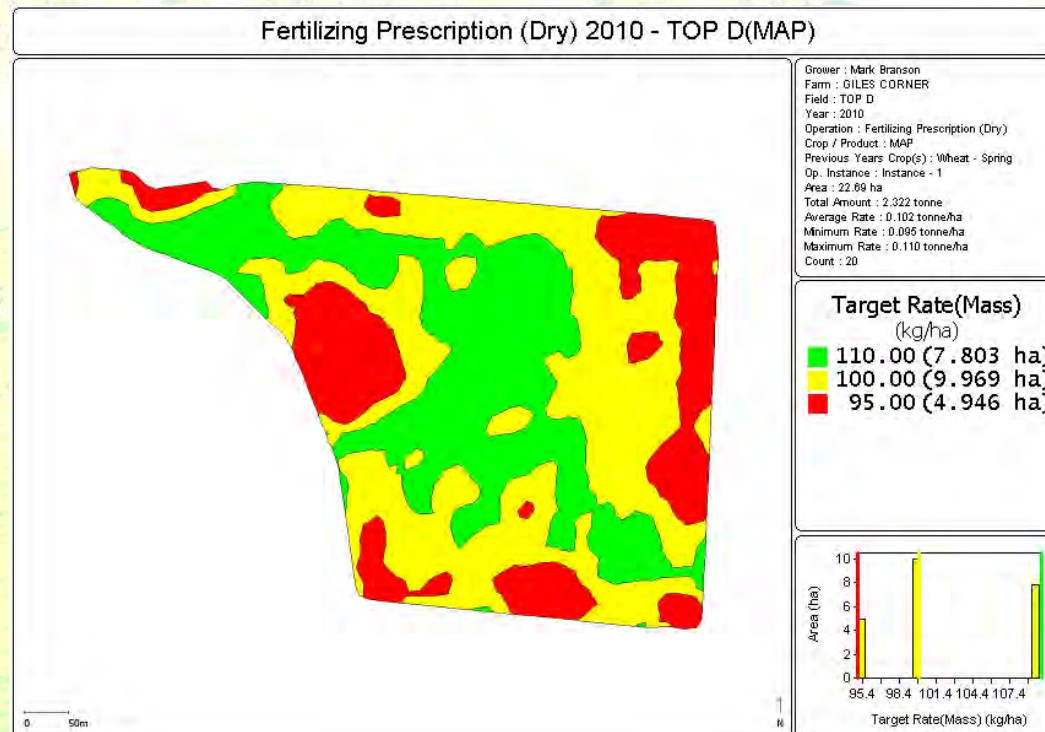 Fertilizing Prescription (Dry) 2010 - TOP D(MAP)
Grower : Mark Branson
Farm : GILES CORNER
Field : TOP D
Year : 2010
Operation : Fertilizing Prescription (Dry)
Crop / Product : MAP
Previous Years Crop(s) : Wheat - Spring
Op. Instance : Instance - 1
Area : 22.69 ha
Total Amount : 2.322 tonne
Average Rate : 0.102 tonne/ha
Minimum Rate : 0.095 tonne/ha
Maximum Rate : 0.110 tonne/ha
Count : 20
Target Rate(Mass)
(kg/ha)
110.00 (7.803 ha)
100.00 (9.969 ha)
95.00 (4.946 ha)
Area (ha)
10
8
6
4
2
0
95.4 98.4 101.4 104.4 107.4
Target Rate(Mass) (kg/ha)
0 50m
N